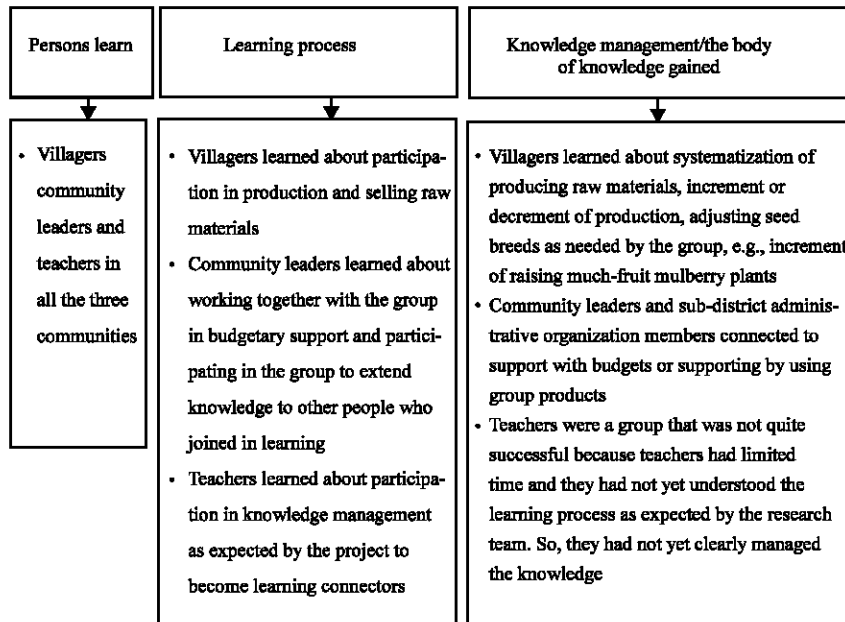 Persons learn
Learning process
Knowledge management/the body
of knowledge gained
• Villagers
community
leaders and
teachers in
all the three
communities
• Villagers learned about participa-
tion in production and selling raw
materials
• Community leaders learned about
working together with the group
in budgetary support and partici-
pating in the group to extend
knowledge to other people who
joined in learning
• Teachers learned about participa-
tion in knowledge management
as expected by the project to
become learning connectors
• Villagers learned about systematization of
producing raw materials, increment or
decrement of production, adjusting seed
breeds as needed by the group, e.g., increment
of raising much-fruit mulberry plants
• Community leaders and sub-district adminis-
trative organization members connected to
support with budgets or supporting by using
group products
• Teachers were a group that was not quite
successful because teachers had limited
time and they had not yet understood the
learning process as expected by the research
team. So, they had not yet clearly managed
the knowledge